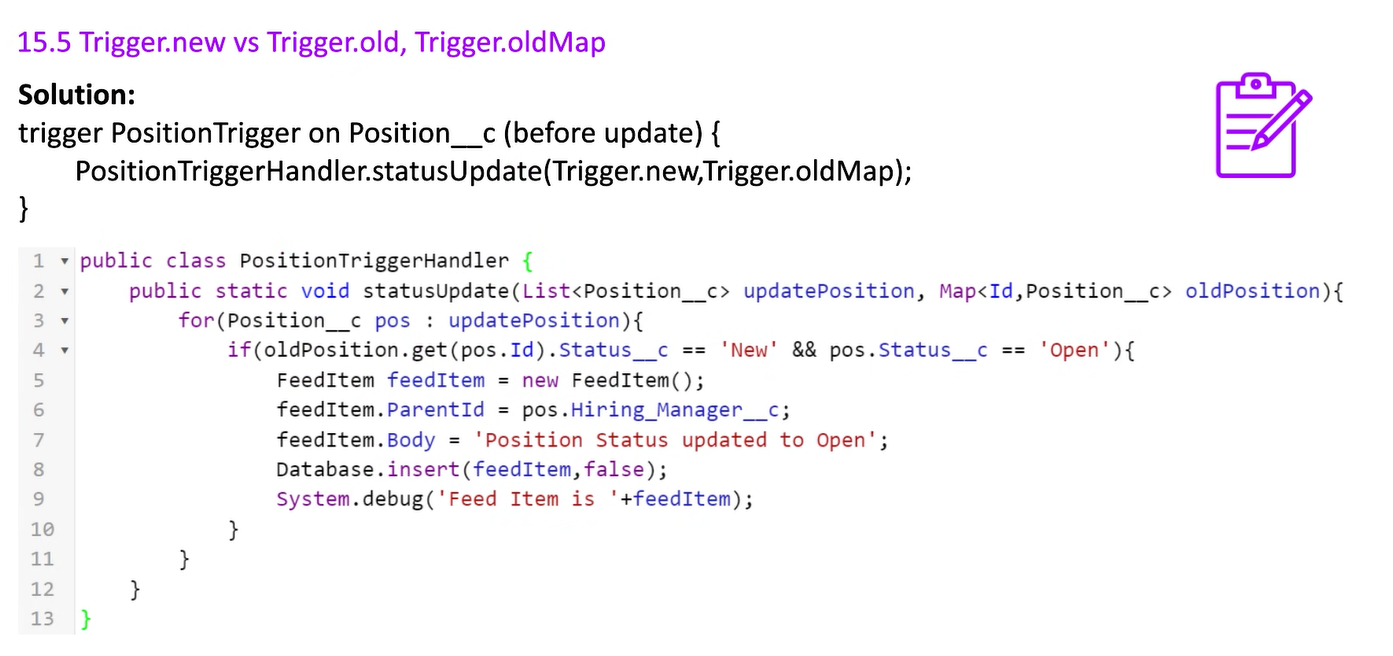 15.5 Trigger.new vs Trigger.old, Trigger.oldMap
Solution:
trigger PositionTrigger on Position__c (before update) {
PositionTriggerHandler.statusUpdate(Trigger.new,Trigger.oldMap);
}
1 public class PositionTriggerHandler {
2 public static void statusUpdate(List<Position__c> updatePosition, Map<Id,Position__c> oldPosition){
3 for(Position__c pos : updatePosition){
4 if(oldPosition.get(pos.Id).Status__c == 'New' && pos.Status__c == 'Open'){
5 FeedItem feedItem = new FeedItem();
6 feedItem.ParentId = pos.Hiring_Manager__c;
7 feedItem.Body = 'Position Status updated to Open';
8 Database.insert(feedItem,false);
9 System.debug('Feed Item is '+feedItem);
10 }
11 }
12 }
13 }